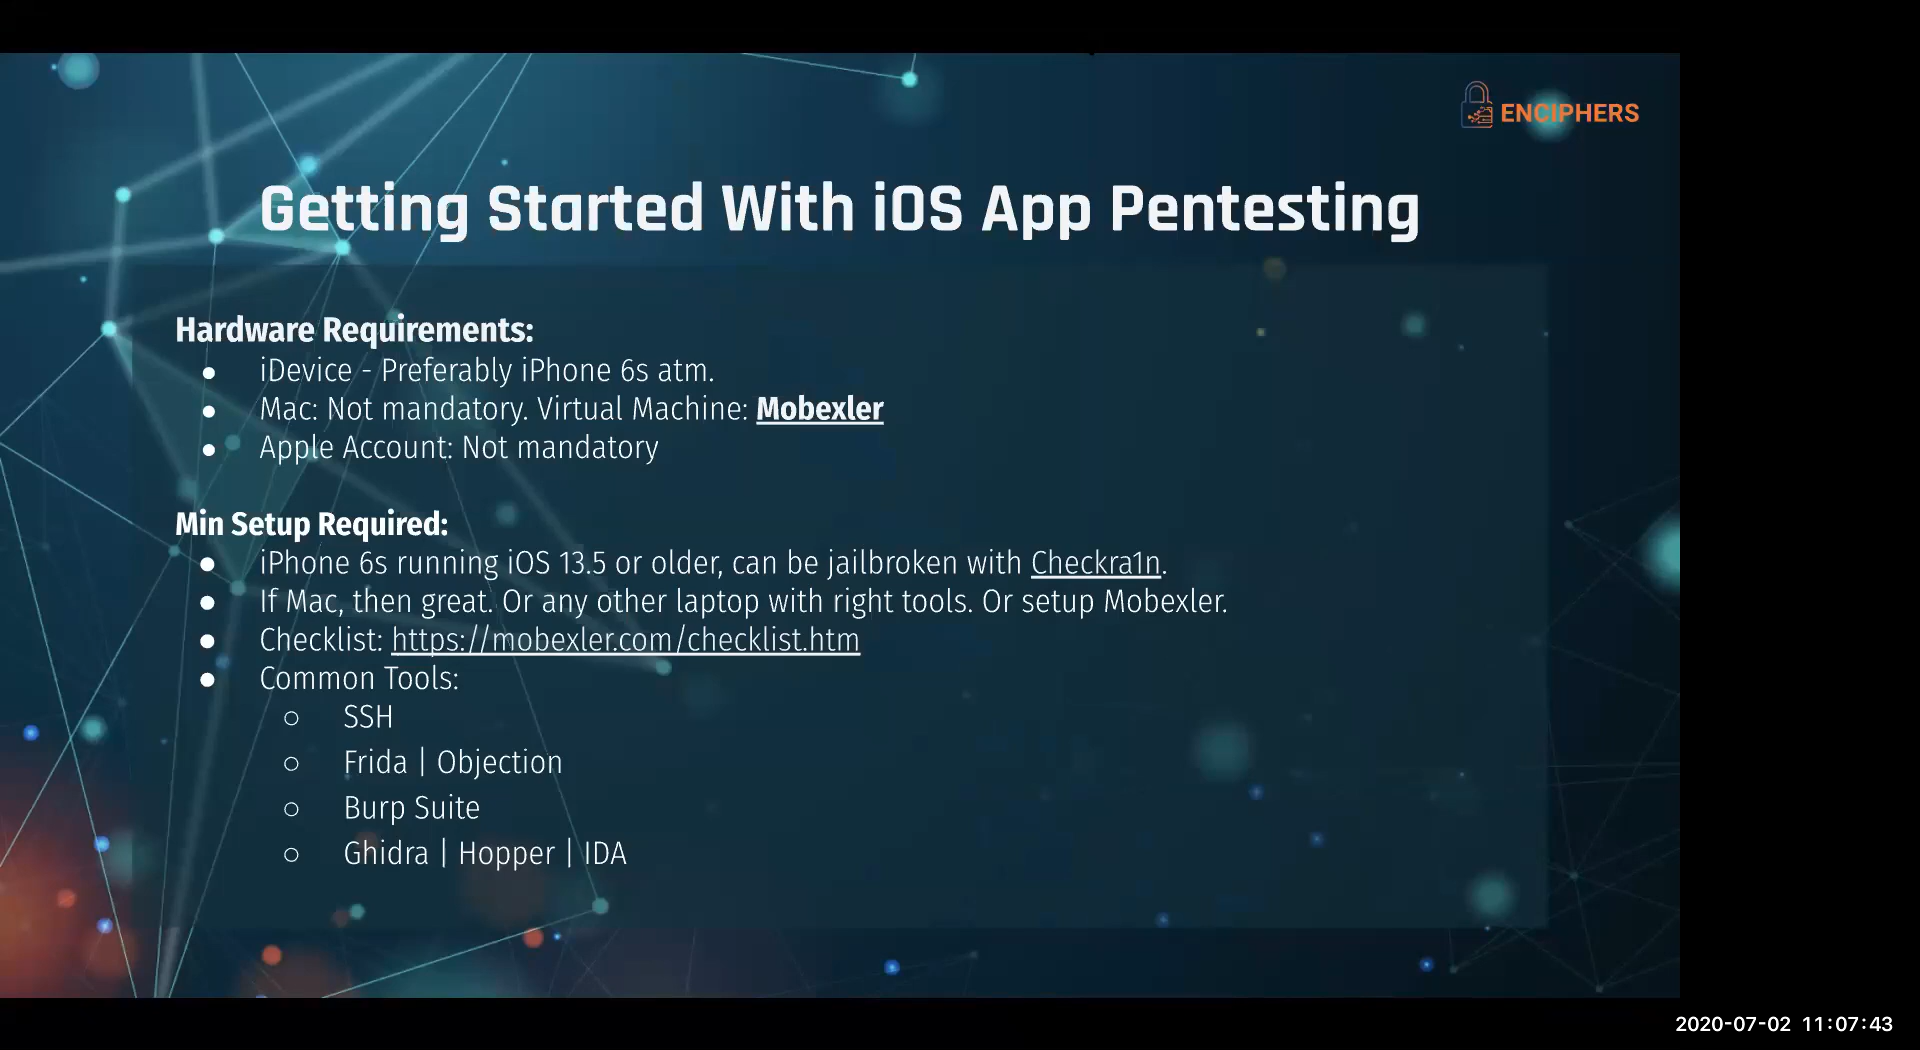 ENCIPHERS
Getting Started With iOS App Pentesting
Hardware Requirements:
● iDevice - Preferably iPhone 6s atm.
● Mac: Not mandatory. Virtual Machine: Mobexler
● Apple Account: Not mandatory
Min Setup Required:
● iPhone 6s running iOS 13.5 or older, can be jailbroken with Checkra1n.
● If Mac, then great. Or any other laptop with right tools. Or setup Mobexler.
● Checklist: https://mobexler.com/checklist.htm
● Common Tools:
○ SSH
○ Frida | Objection
○ Burp Suite
○ Ghidra | Hopper | IDA
2020-07-02 11:07:43